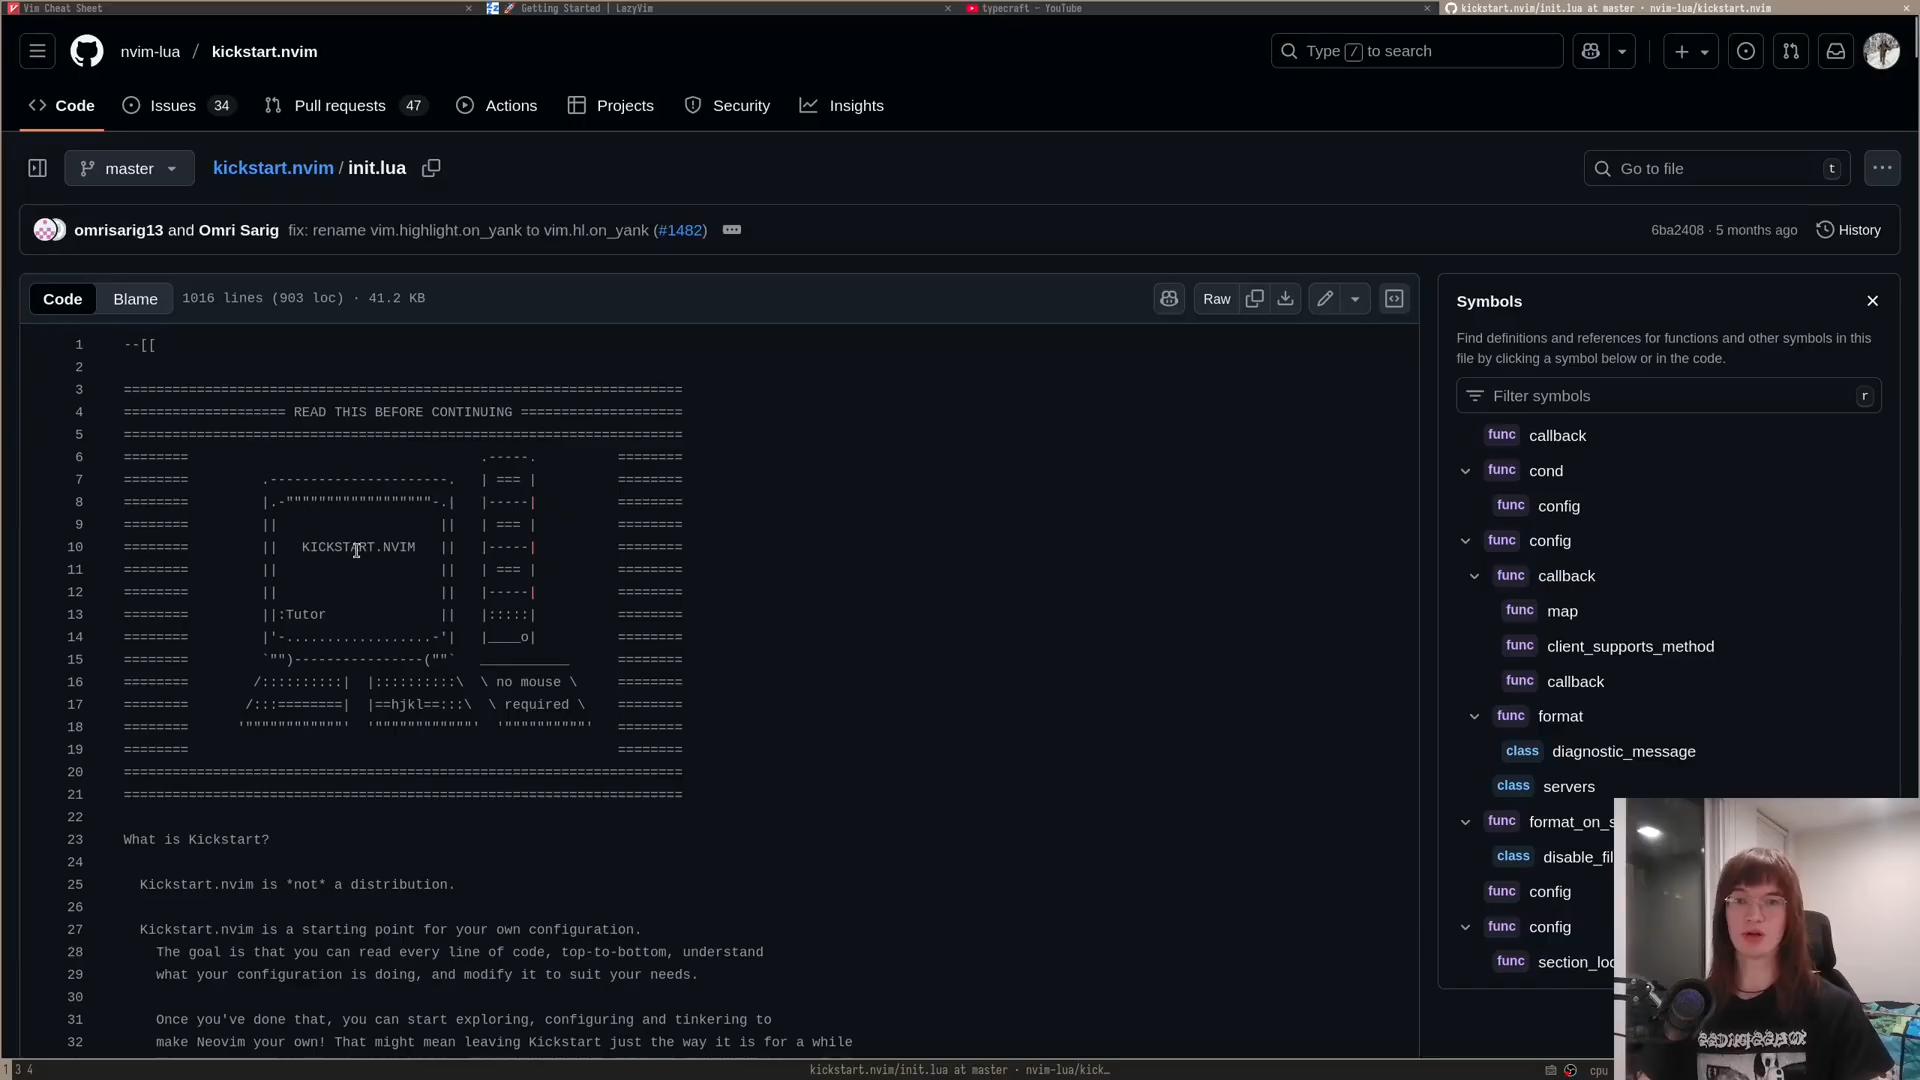 Vim Cheat Sheet × 🚀 Getting Started | LazyVim × typecraft - YouTube × kickstart.nvim/init.lua at master · nvim-lua/kickstart.nvim ×
nvim-lua / kickstart.nvim Type / to search
Code Issues 34 Pull requests 47 Actions Projects Security Insights
master kickstart.nvim / init.lua Go to file t
omrisarig13 and Omri Sarig fix: rename vim.highlight.on_yank to vim.hl.on_yank (#1482) 6ba2408 · 5 months ago History
Code Blame 1016 lines (903 loc) · 41.2 KB Raw
1 --[[
2
3 =====================================================================
4 ==================== READ THIS BEFORE CONTINUING ====================
5 =====================================================================
6 ========                                    .-----.          ========
7 ========         .----------------------.   | === |          ========
8 ========         |.-""""""""""""""""""-.|   |-----|          ========
9 ========         ||                    ||   | === |          ========
10 ========         ||   KICKSTART.NVIM   ||   |-----|          ========
11 ========         ||                    ||   | === |          ========
12 ========         ||                    ||   |-----|          ========
13 ========         ||:Tutor              ||   |:::::|          ========
14 ========         |'-..................-'|   |____o|          ========
15 ========         `"")----------------(""`   ___________      ========
16 ========        /::::::::::|  |::::::::::\  \ no mouse \     ========
17 ========       /:::========|  |==hjkl==:::\  \ required \    ========
18 ========      '""""""""""""'  '""""""""""""'  '""""""""""'   ========
19 ========                                                     ========
20 =====================================================================
21 =====================================================================
22
23 What is Kickstart?
24
25 Kickstart.nvim is *not* a distribution.
26
27 Kickstart.nvim is a starting point for your own configuration.
28 The goal is that you can read every line of code, top-to-bottom, understand
29 what your configuration is doing, and modify it to suit your needs.
30
31 Once you've done that, you can start exploring, configuring and tinkering to
32 make Neovim your own! That might mean leaving Kickstart just the way it is for a while
Symbols
Find definitions and references for functions and other symbols in this
file by clicking a symbol below or in the code.
Filter symbols r
func callback
func cond
func config
func config
func callback
func map
func client_supports_method
func callback
func format
class diagnostic_message
class servers
func format_on_s
class disable_fil
func config
func config
func section_loc
1 3 4 kickstart.nvim/init.lua at master · nvim-lua/kick… cpu